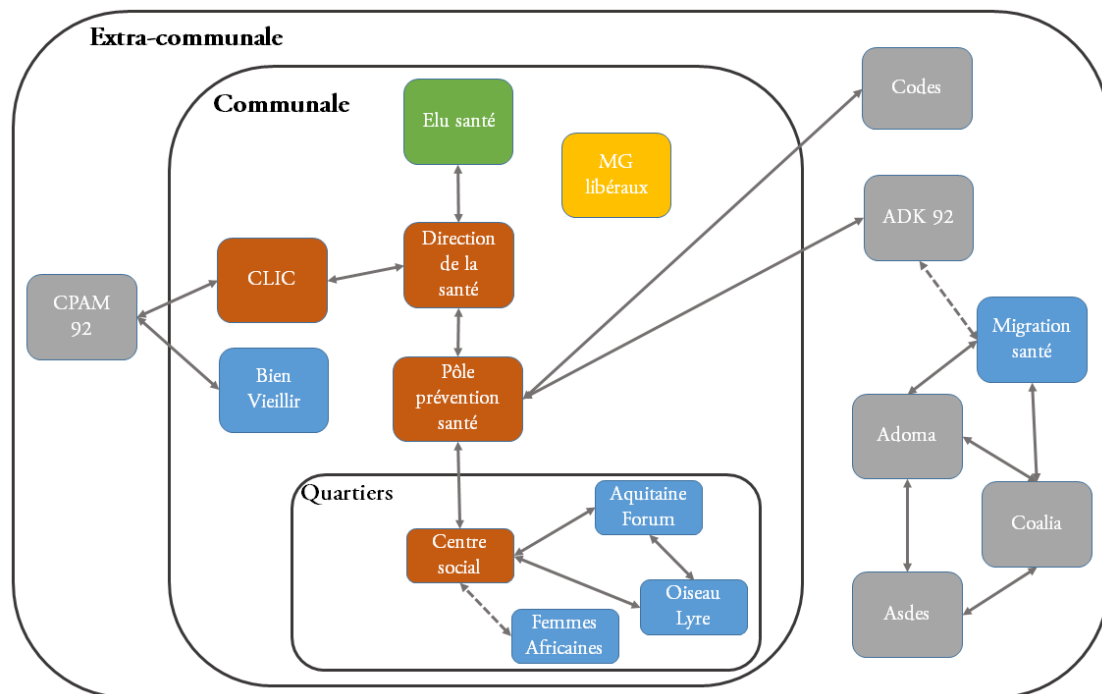 Extra-communale
Communale
Elu santé
MG
libéraux
Codes
ADK 92
Direction
de la
santé
CLIC
CPAM
92
Bien
Vieillir
Pôle
prévention
santé
Migration
santé
Adoma
Coalia
Asdes
Quartiers
Aquitaine
Forum
Centre
social
Oiseau
Lyre
Femmes
Africaines